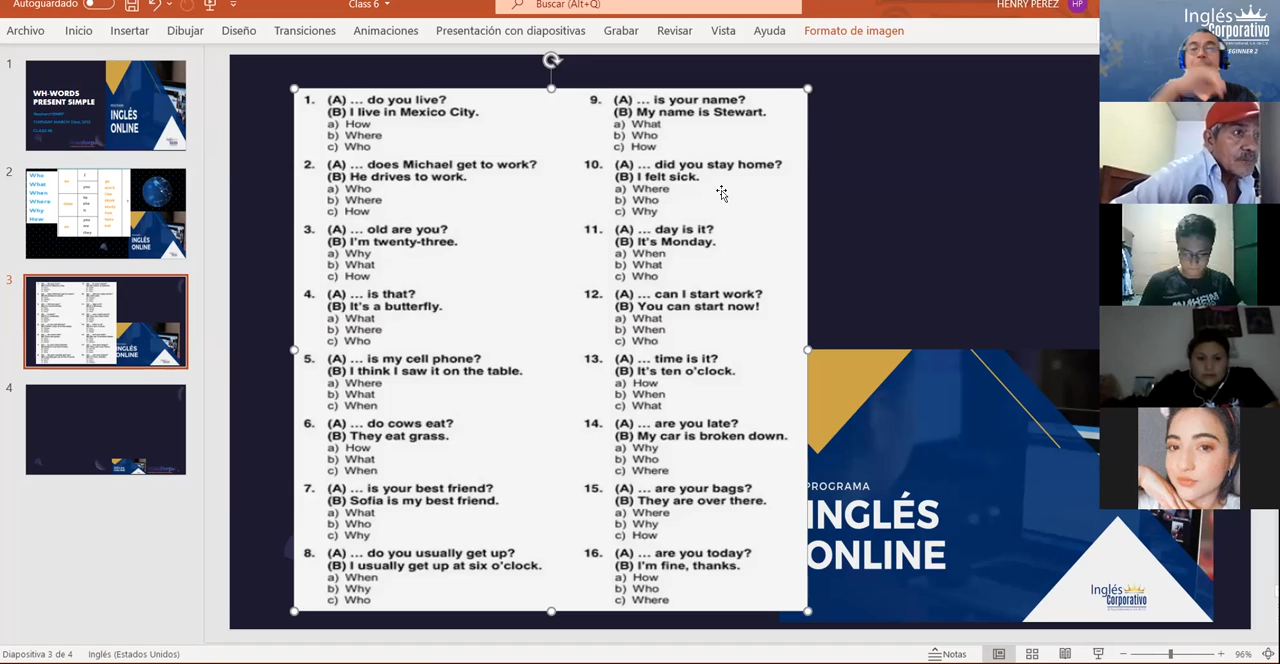 Autoguardado
Class 6
Buscar (Alt+Q)
HENRY PEREZ
HP
Archivo
Inicio
Insertar
Dibujar
Diseño
Transiciones
Animaciones
Presentación con diapositivas
Grabar
Revisar
Vista
Ayuda
Formato de imagen
Inglés
Corporativo
EGINNER 2
1
WH-WORDS
PRESENT SIMPLE
CLASS #6
PROGRAMA
INGLÉS
ONLINE
2
Who
What
When
Where
Why
How
INGLÉS
ONLINE
3
INGLÉS
ONLINE
4
1. (A) ... do you live?
(B) I live in Mexico City.
a) How
b) Where
c) Who
2. (A) ... does Michael get to work?
(B) He drives to work.
a) Who
b) Where
c) How
3. (A) ... old are you?
(B) I'm twenty-three.
a) Why
b) What
c) How
4. (A) ... is that?
(B) It's a butterfly.
a) What
b) Where
c) Who
5. (A) ... is my cell phone?
(B) I think I saw it on the table.
a) Where
b) What
c) When
6. (A) ... do cows eat?
(B) They eat grass.
a) How
b) What
c) When
7. (A) ... is your best friend?
(B) Sofia is my best friend.
a) What
b) Who
c) Why
8. (A) ... do you usually get up?
(B) I usually get up at six o'clock.
a) When
b) Why
c) Who
9. (A) ... is your name?
(B) My name is Stewart.
a) What
b) Who
c) How
10. (A) ... did you stay home?
(B) I felt sick.
a) Where
b) Who
c) Why
11. (A) ... day is it?
(B) It's Monday.
a) When
b) What
c) Who
12. (A) ... can I start work?
(B) You can start now!
a) What
b) When
c) Who
13. (A) ... time is it?
(B) It's ten o'clock.
a) How
b) When
c) What
14. (A) ... are you late?
(B) My car is broken down.
a) Why
b) Who
c) Where
15. (A) ... are your bags?
(B) They are over there.
a) Where
b) Why
c) How
16. (A) ... are you today?
(B) I'm fine, thanks.
a) How
b) Who
c) Where
PROGRAMA
INGLÉS
ONLINE
Inglés
Corporativo
Diapositiva 3 de 4
Inglés (Estados Unidos)
Notas
96%